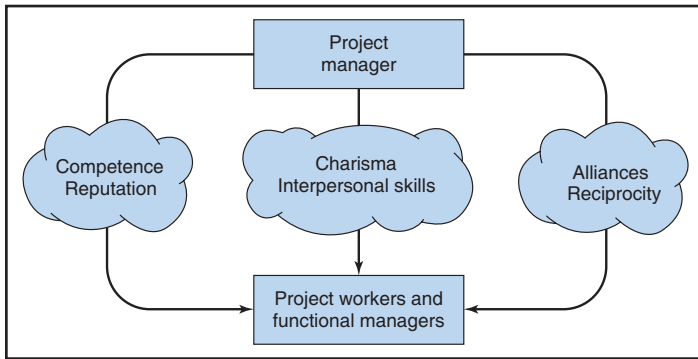 Project
manager
Competence
Reputation
Charisma
Interpersonal skills
Alliances
Reciprocity
Project workers and
functional managers